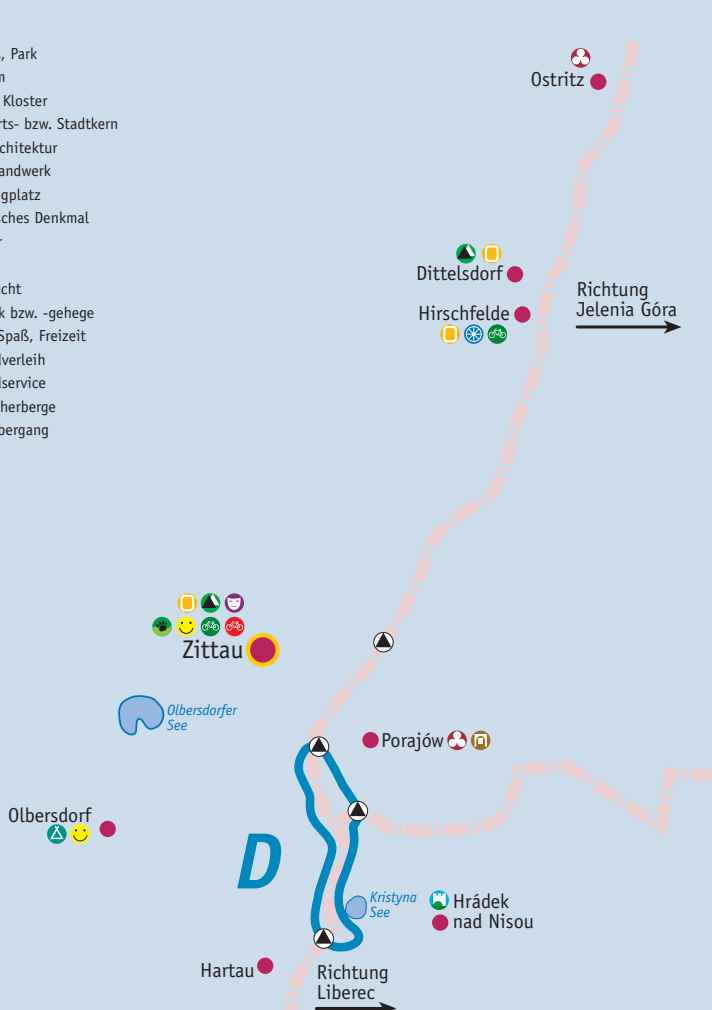 , Park
Kloster
rts- bzw. Stadtkern
chitektur
andwerk
gplatz
sches Denkmal
r
cht
k bzw. -gehege
Spaß, Freizeit
lverleih
lservice
herberge
bergang
Ostritz
Dittelsdorf
Hirschfelde
Richtung
Jelenia Góra
Zittau
Olbersdorfer
See
Porajów
Olbersdorf
D
Kristyna
See
Hrádek
nad Nisou
Hartau
Richtung
Liberec